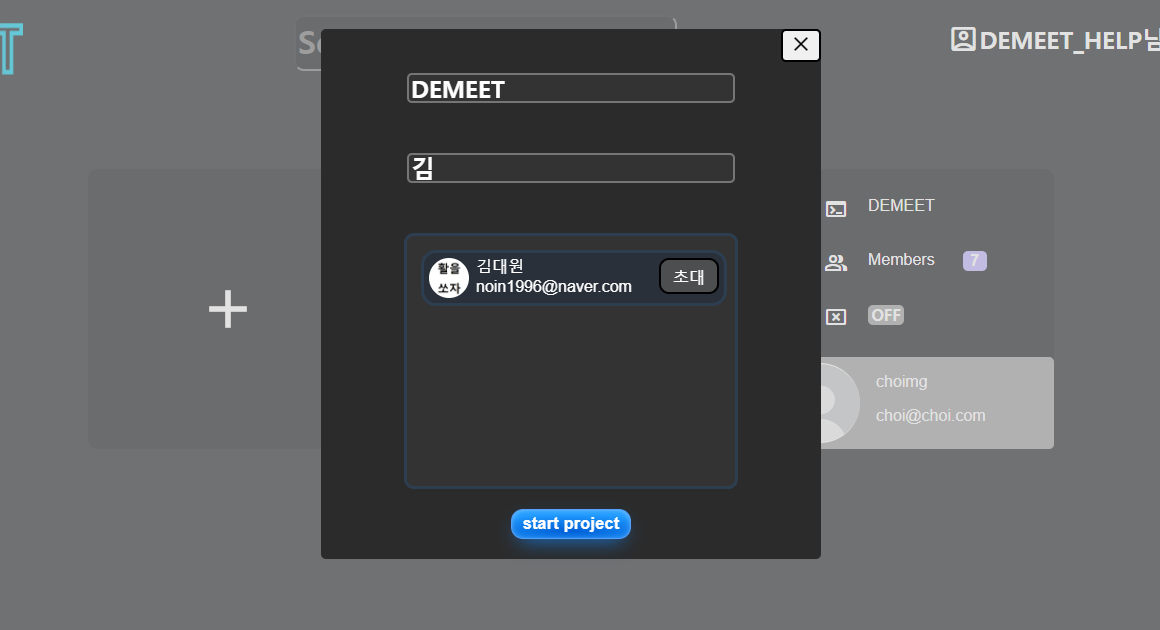 T
DEMEET_HELP님
DEMEET
김
활을
쏘자
김대원
noin1996@naver.com
초대
start project
DEMEET
Members 7
OFF
choimg
choi@choi.com